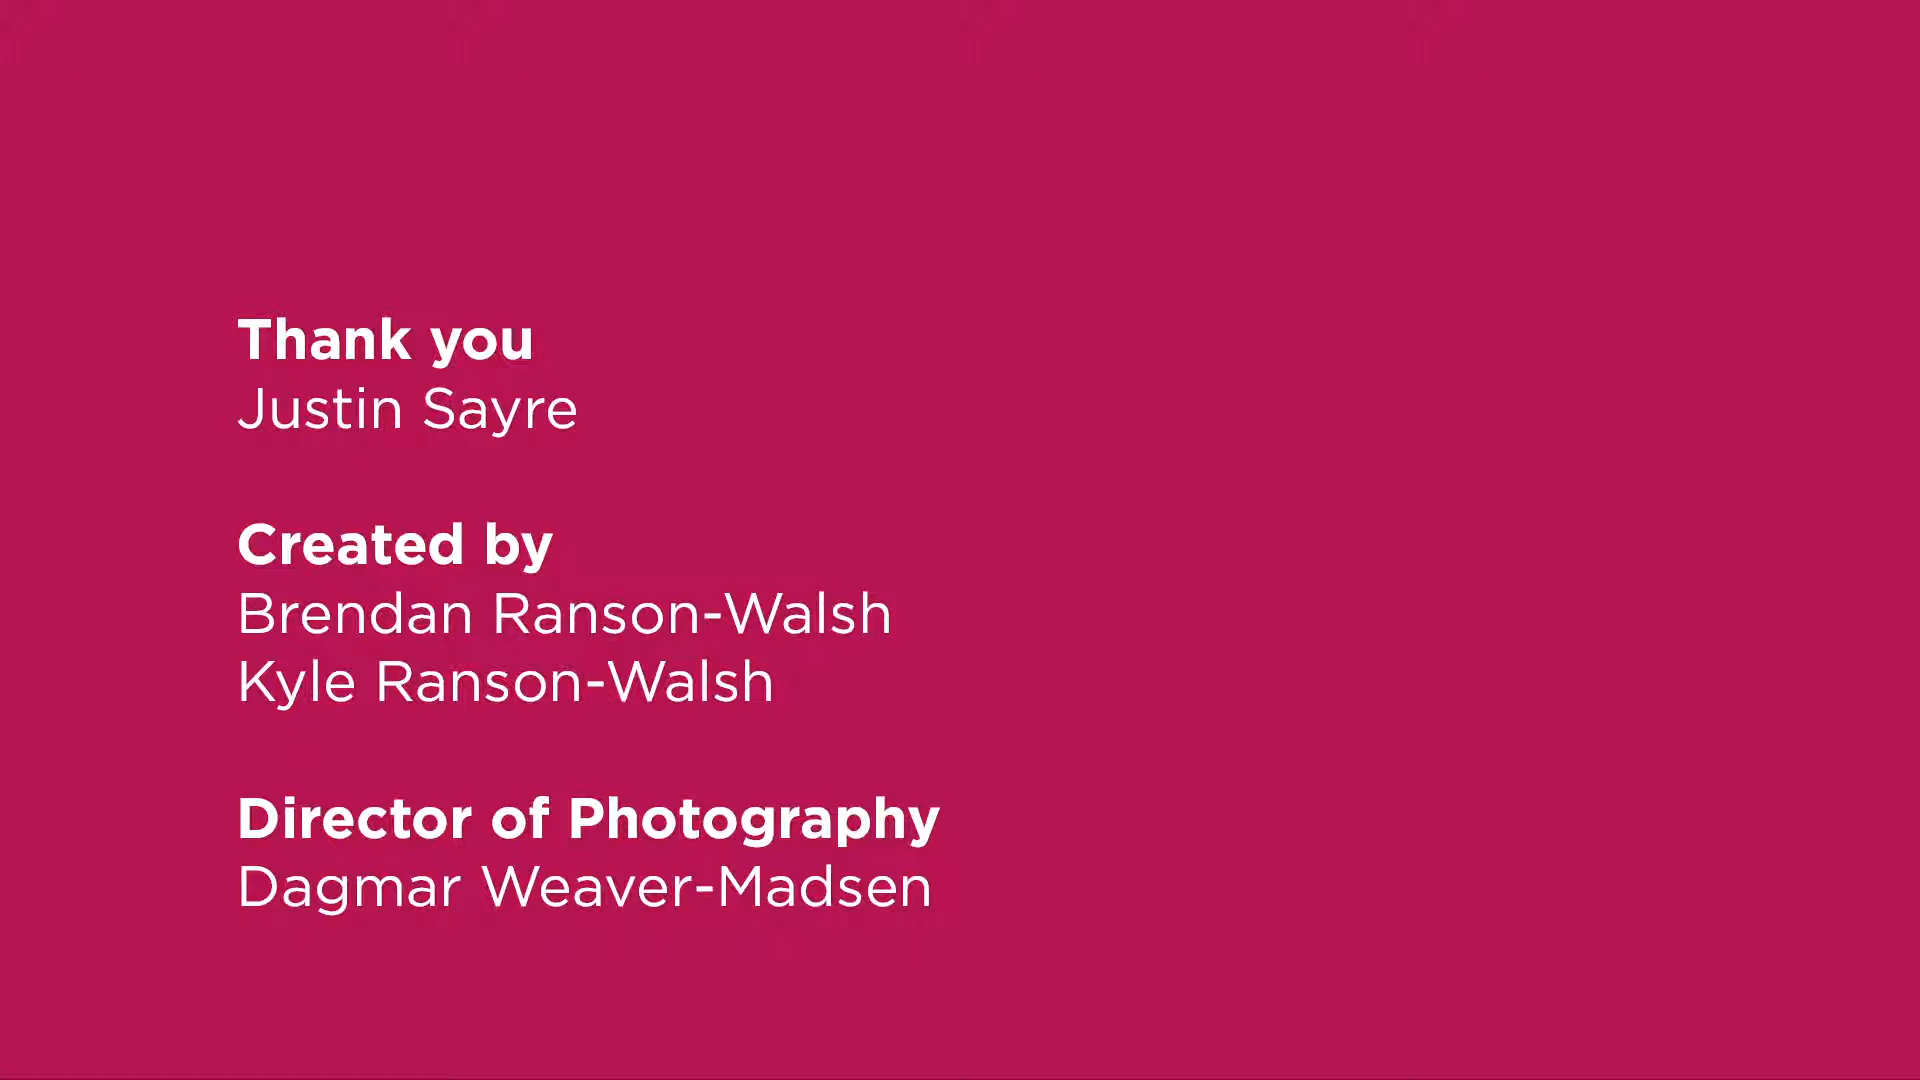 Thank you
Justin Sayre
Created by
Brendan Ranson-Walsh
Kyle Ranson-Walsh
Director of Photography
Dagmar Weaver-Madsen